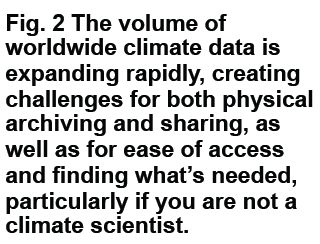 Fig. 2 The volume of
worldwide climate data is
expanding rapidly, creating
challenges for both physical
archiving and sharing, as
well as for ease of access
and finding what’s needed,
particularly if you are not a
climate scientist.